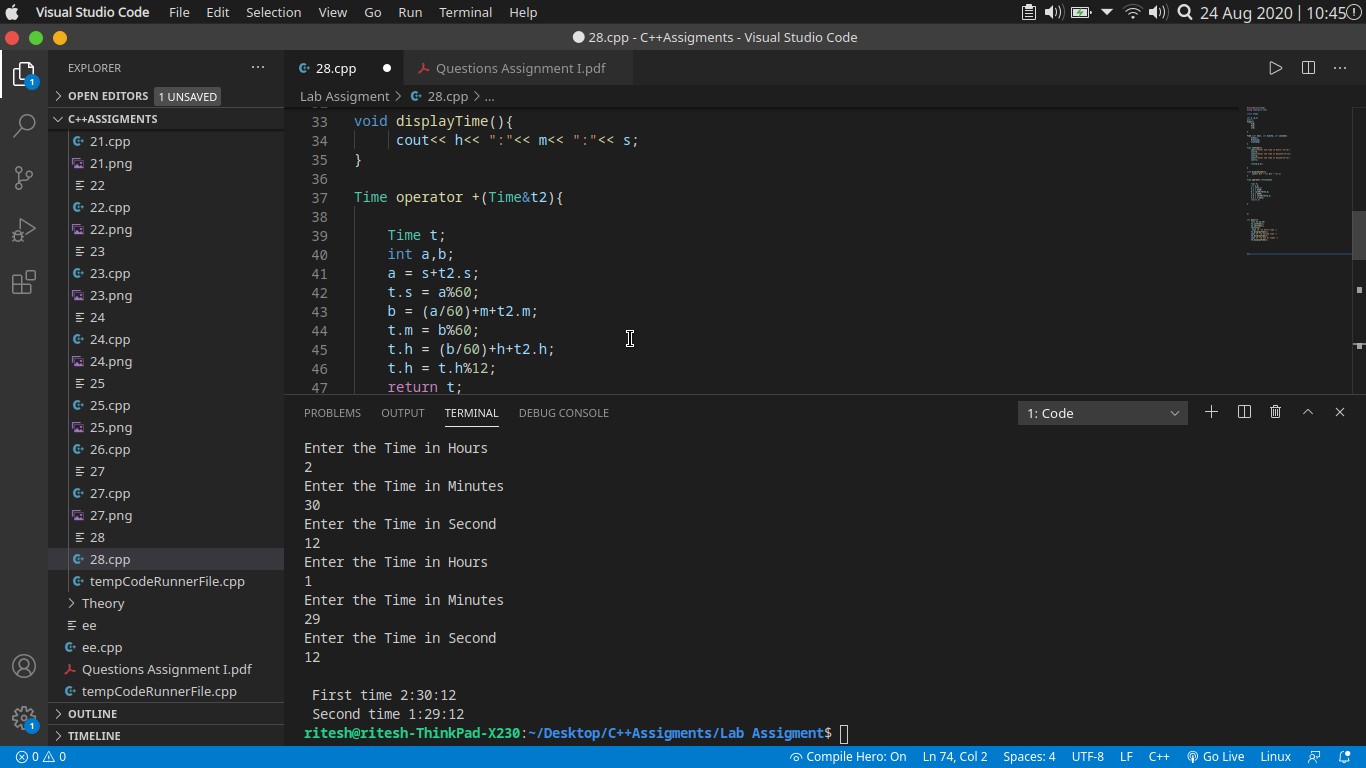 Visual Studio Code File Edit Selection View Go Run Terminal Help 24 Aug 2020 | 10:45
28.cpp - C++Assigments - Visual Studio Code
EXPLORER
OPEN EDITORS 1 UNSAVED
C++ASSIGMENTS
21.cpp
21.png
22
22.cpp
22.png
23
23.cpp
23.png
24
24.cpp
24.png
25
25.cpp
25.png
26.cpp
27
27.cpp
27.png
28
28.cpp
tempCodeRunnerFile.cpp
Theory
ee
ee.cpp
Questions Assignment I.pdf
tempCodeRunnerFile.cpp
OUTLINE
TIMELINE
1
1
28.cpp Questions Assignment I.pdf
Lab Assigment > 28.cpp > ...
33 void displayTime(){
34 cout<< h<< ":"<< m<< ":"<< s;
35 }
36
37 Time operator +(Time&t2){
38
39 Time t;
40 int a,b;
41 a = s+t2.s;
42 t.s = a%60;
43 b = (a/60)+m+t2.m;
44 t.m = b%60;
45 t.h = (b/60)+h+t2.h;
46 t.h = t.h%12;
47 return t;
PROBLEMS OUTPUT TERMINAL DEBUG CONSOLE 1: Code
Enter the Time in Hours
2
Enter the Time in Minutes
30
Enter the Time in Second
12
Enter the Time in Hours
1
Enter the Time in Minutes
29
Enter the Time in Second
12
First time 2:30:12
Second time 1:29:12
ritesh@ritesh-ThinkPad-X230:~/Desktop/C++Assigments/Lab Assigment$
0 0 Compile Hero: On Ln 74, Col 2 Spaces: 4 UTF-8 LF C++ Go Live Linux